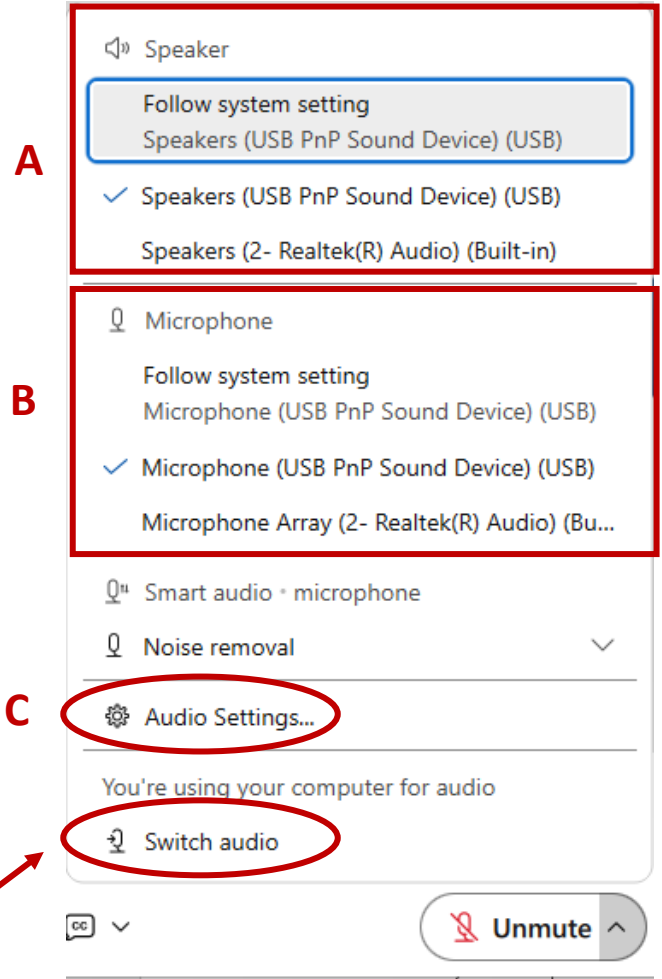 Speaker
Follow system setting
Speakers (USB PnP Sound Device) (USB)
A
Speakers (USB PnP Sound Device) (USB)
Speakers (2- Realtek(R) Audio) (Built-in)
Microphone
Follow system setting
B
Microphone (USB PnP Sound Device) (USB)
Microphone (USB PnP Sound Device) (USB)
Microphone Array (2- Realtek(R) Audio) (Bu...
Smart audio • microphone
Noise removal
C
Audio Settings...
You're using your computer for audio
Switch audio
CC
Unmute